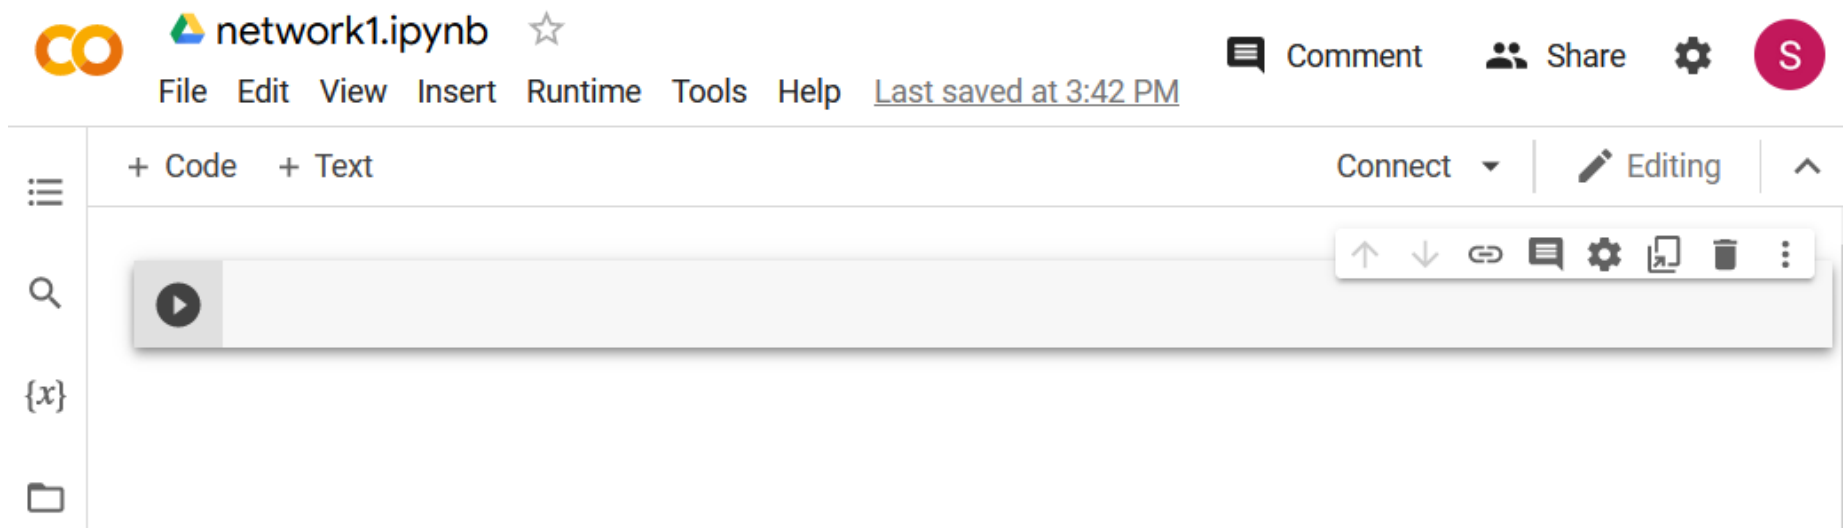 network1.ipynb
Comment Share S
File Edit View Insert Runtime Tools Help Last saved at 3:42 PM
+ Code + Text Connect Editing
{x}